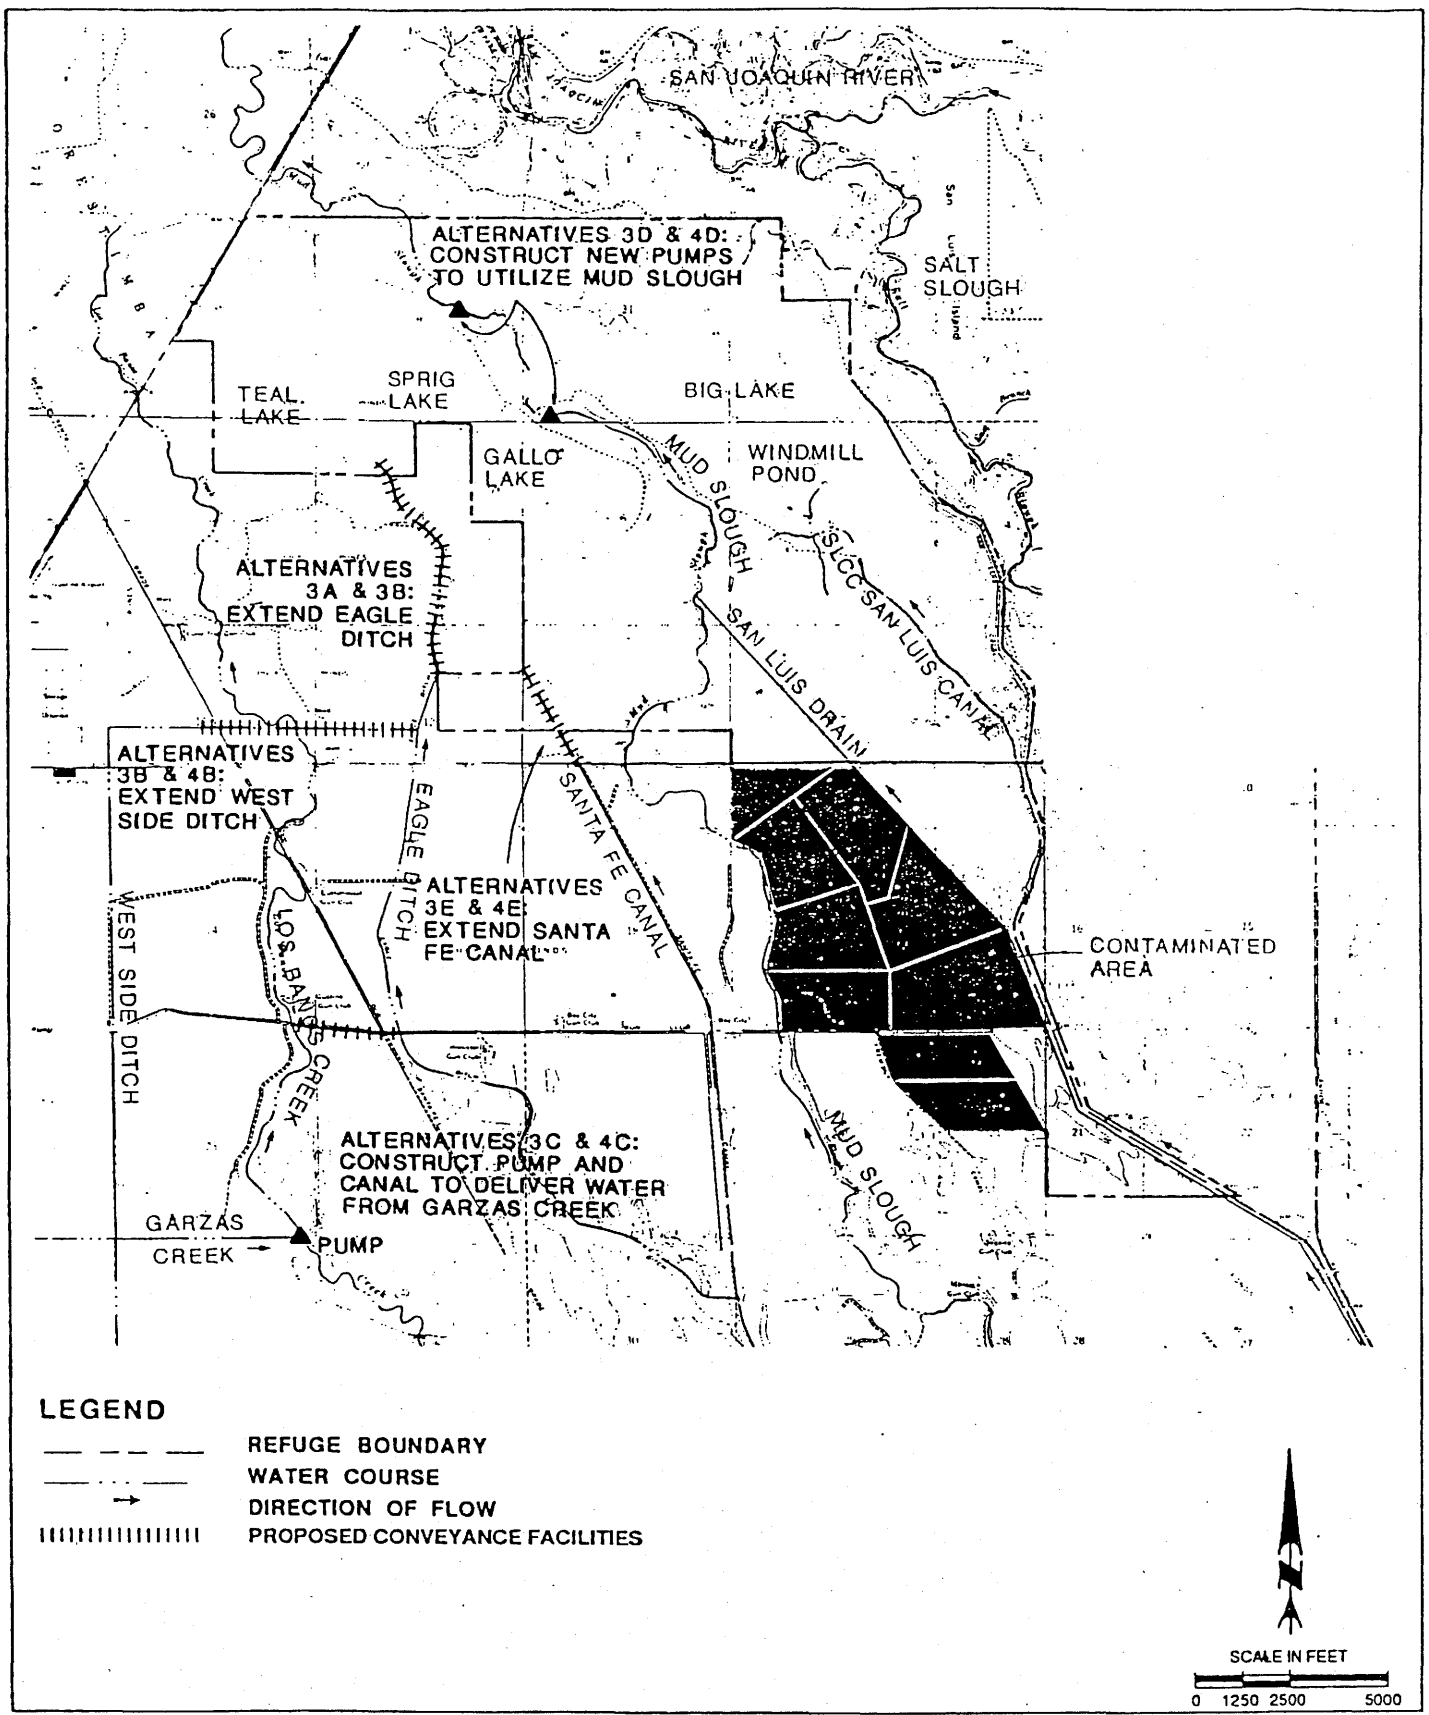 SAN JOAQUIN RIVER
ALTERNATIVES 3D & 4D:
CONSTRUCT NEW PUMPS
TO UTILIZE MUD SLOUGH
SALT
SLOUGH
San
Luis
Island
TEAL
LAKE
SPRIG
LAKE
BIG LAKE
GALLO
LAKE
MUD SLOUGH
WINDMILL
POND
SLCC SAN LUIS CANAL
ALTERNATIVES
3A & 3B:
EXTEND EAGLE
DITCH
SAN LUIS DRAIN
Mud
ALTERNATIVES
3B & 4B:
EXTEND WEST
SIDE DITCH
EAGLE DITCH
SANTA FE CANAL
ALTERNATIVES
3E & 4E:
EXTEND SANTA
FE CANAL
WEST SIDE DITCH
LOS BANOS CREEK
CONTAMINATED
AREA
MUD SLOUGH
ALTERNATIVES 3C & 4C:
CONSTRUCT PUMP AND
CANAL TO DELIVER WATER
FROM GARZAS CREEK
GARZAS
CREEK
PUMP
Creek
LEGEND
REFUGE BOUNDARY
WATER COURSE
DIRECTION OF FLOW
PROPOSED CONVEYANCE FACILITIES
N
SCALE IN FEET
0 1250 2500 5000